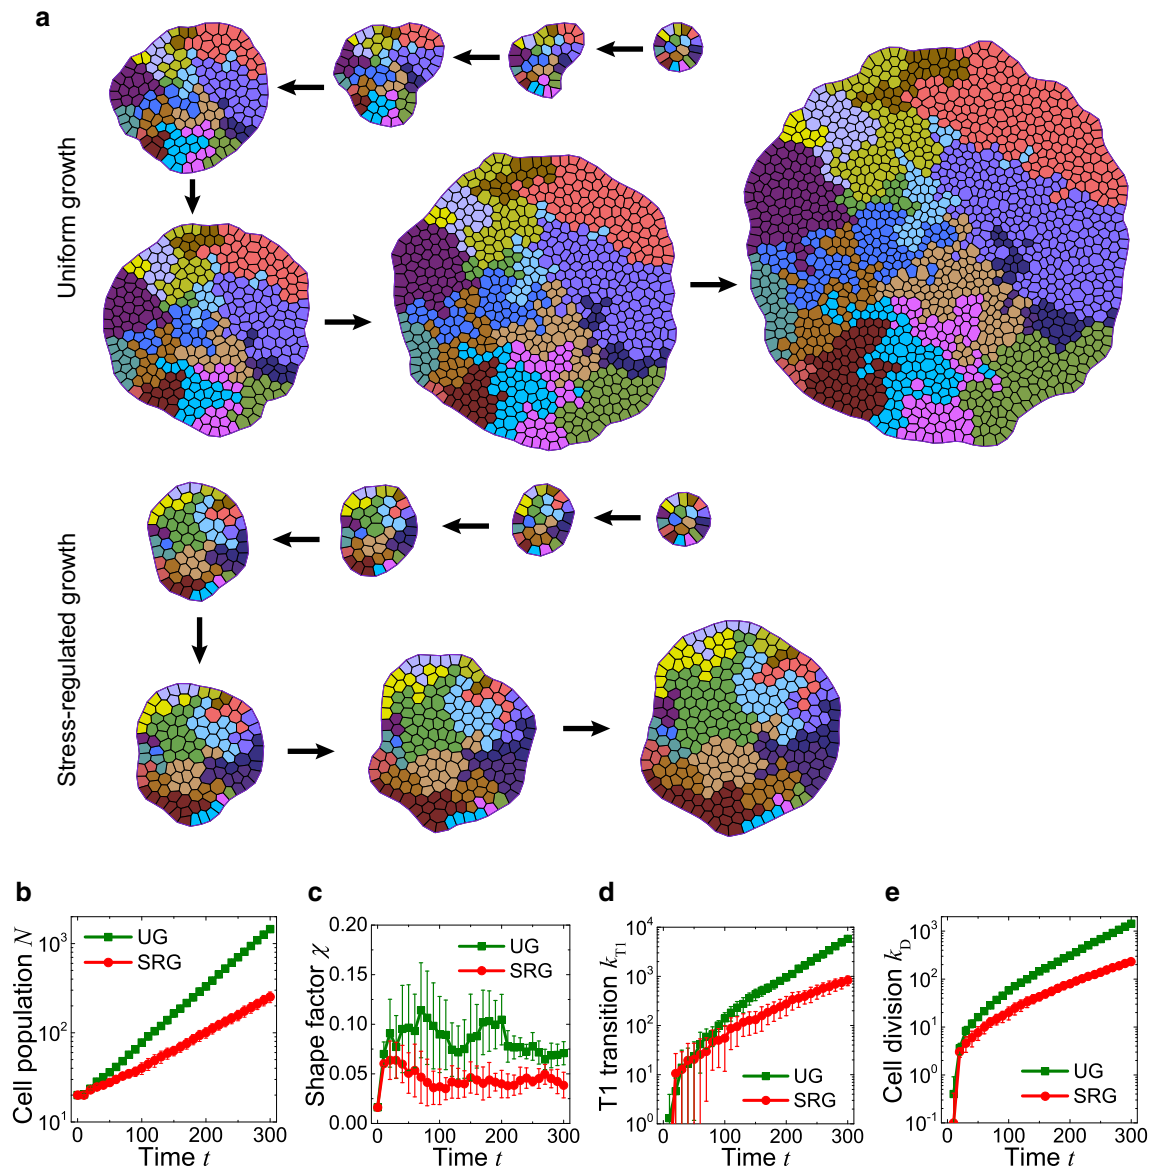 a
Uniform growth
Stress-regulated growth
b
Cell population N
10^3
10^2
10^1
UG
SRG
0
100
200
300
Time t
c
Shape factor χ
0.20
0.15
0.10
0.05
0.00
UG
SRG
0
100
200
300
Time t
d
T1 transition k_T1
10^4
10^3
10^2
10^1
10^0
UG
SRG
0
100
200
300
Time t
e
Cell division k_D
10^3
10^2
10^1
10^0
10^-1
UG
SRG
0
100
200
300
Time t